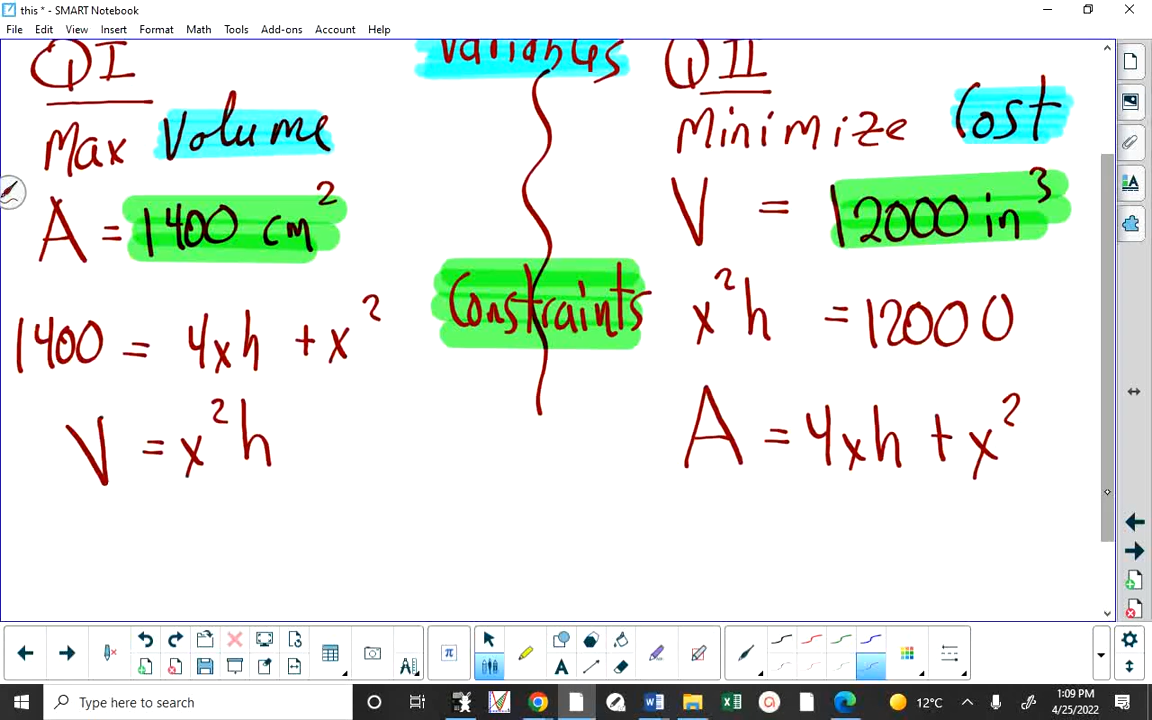 this * - SMART Notebook
File Edit View Insert Format Math Tools Add-ons Account Help
QI
Max Volume
A = 1400 cm²
1400 = 4xh + x²
V = x²h
Variables
Constraints
QII
Minimize Cost
V = 12000 in³
x²h = 12000
A = 4xh + x²
Type here to search
12°C
1:09 PM
4/25/2022